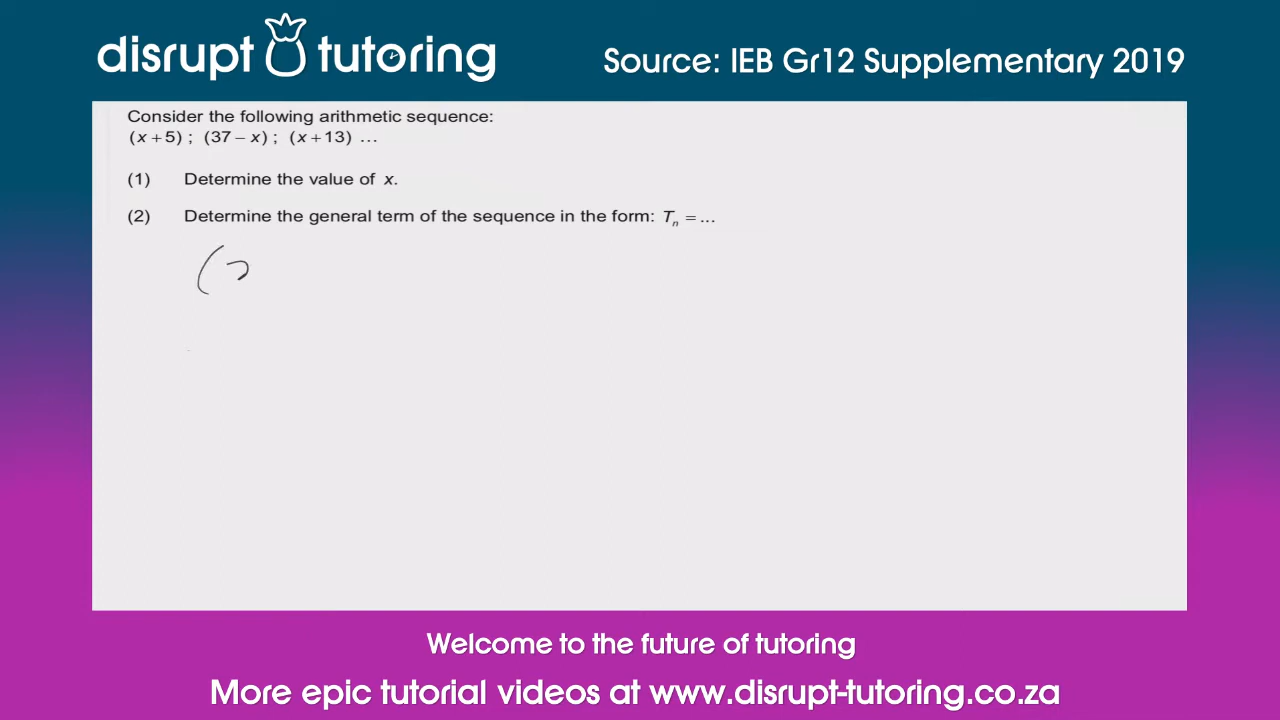 disrupt tutoring
Source: IEB Gr12 Supplementary 2019
Consider the following arithmetic sequence:
(x + 5) ; (37 − x) ; (x + 13) ...
(1) Determine the value of x.
(2) Determine the general term of the sequence in the form: Tₙ = ...
Welcome to the future of tutoring
More epic tutorial videos at www.disrupt-tutoring.co.za